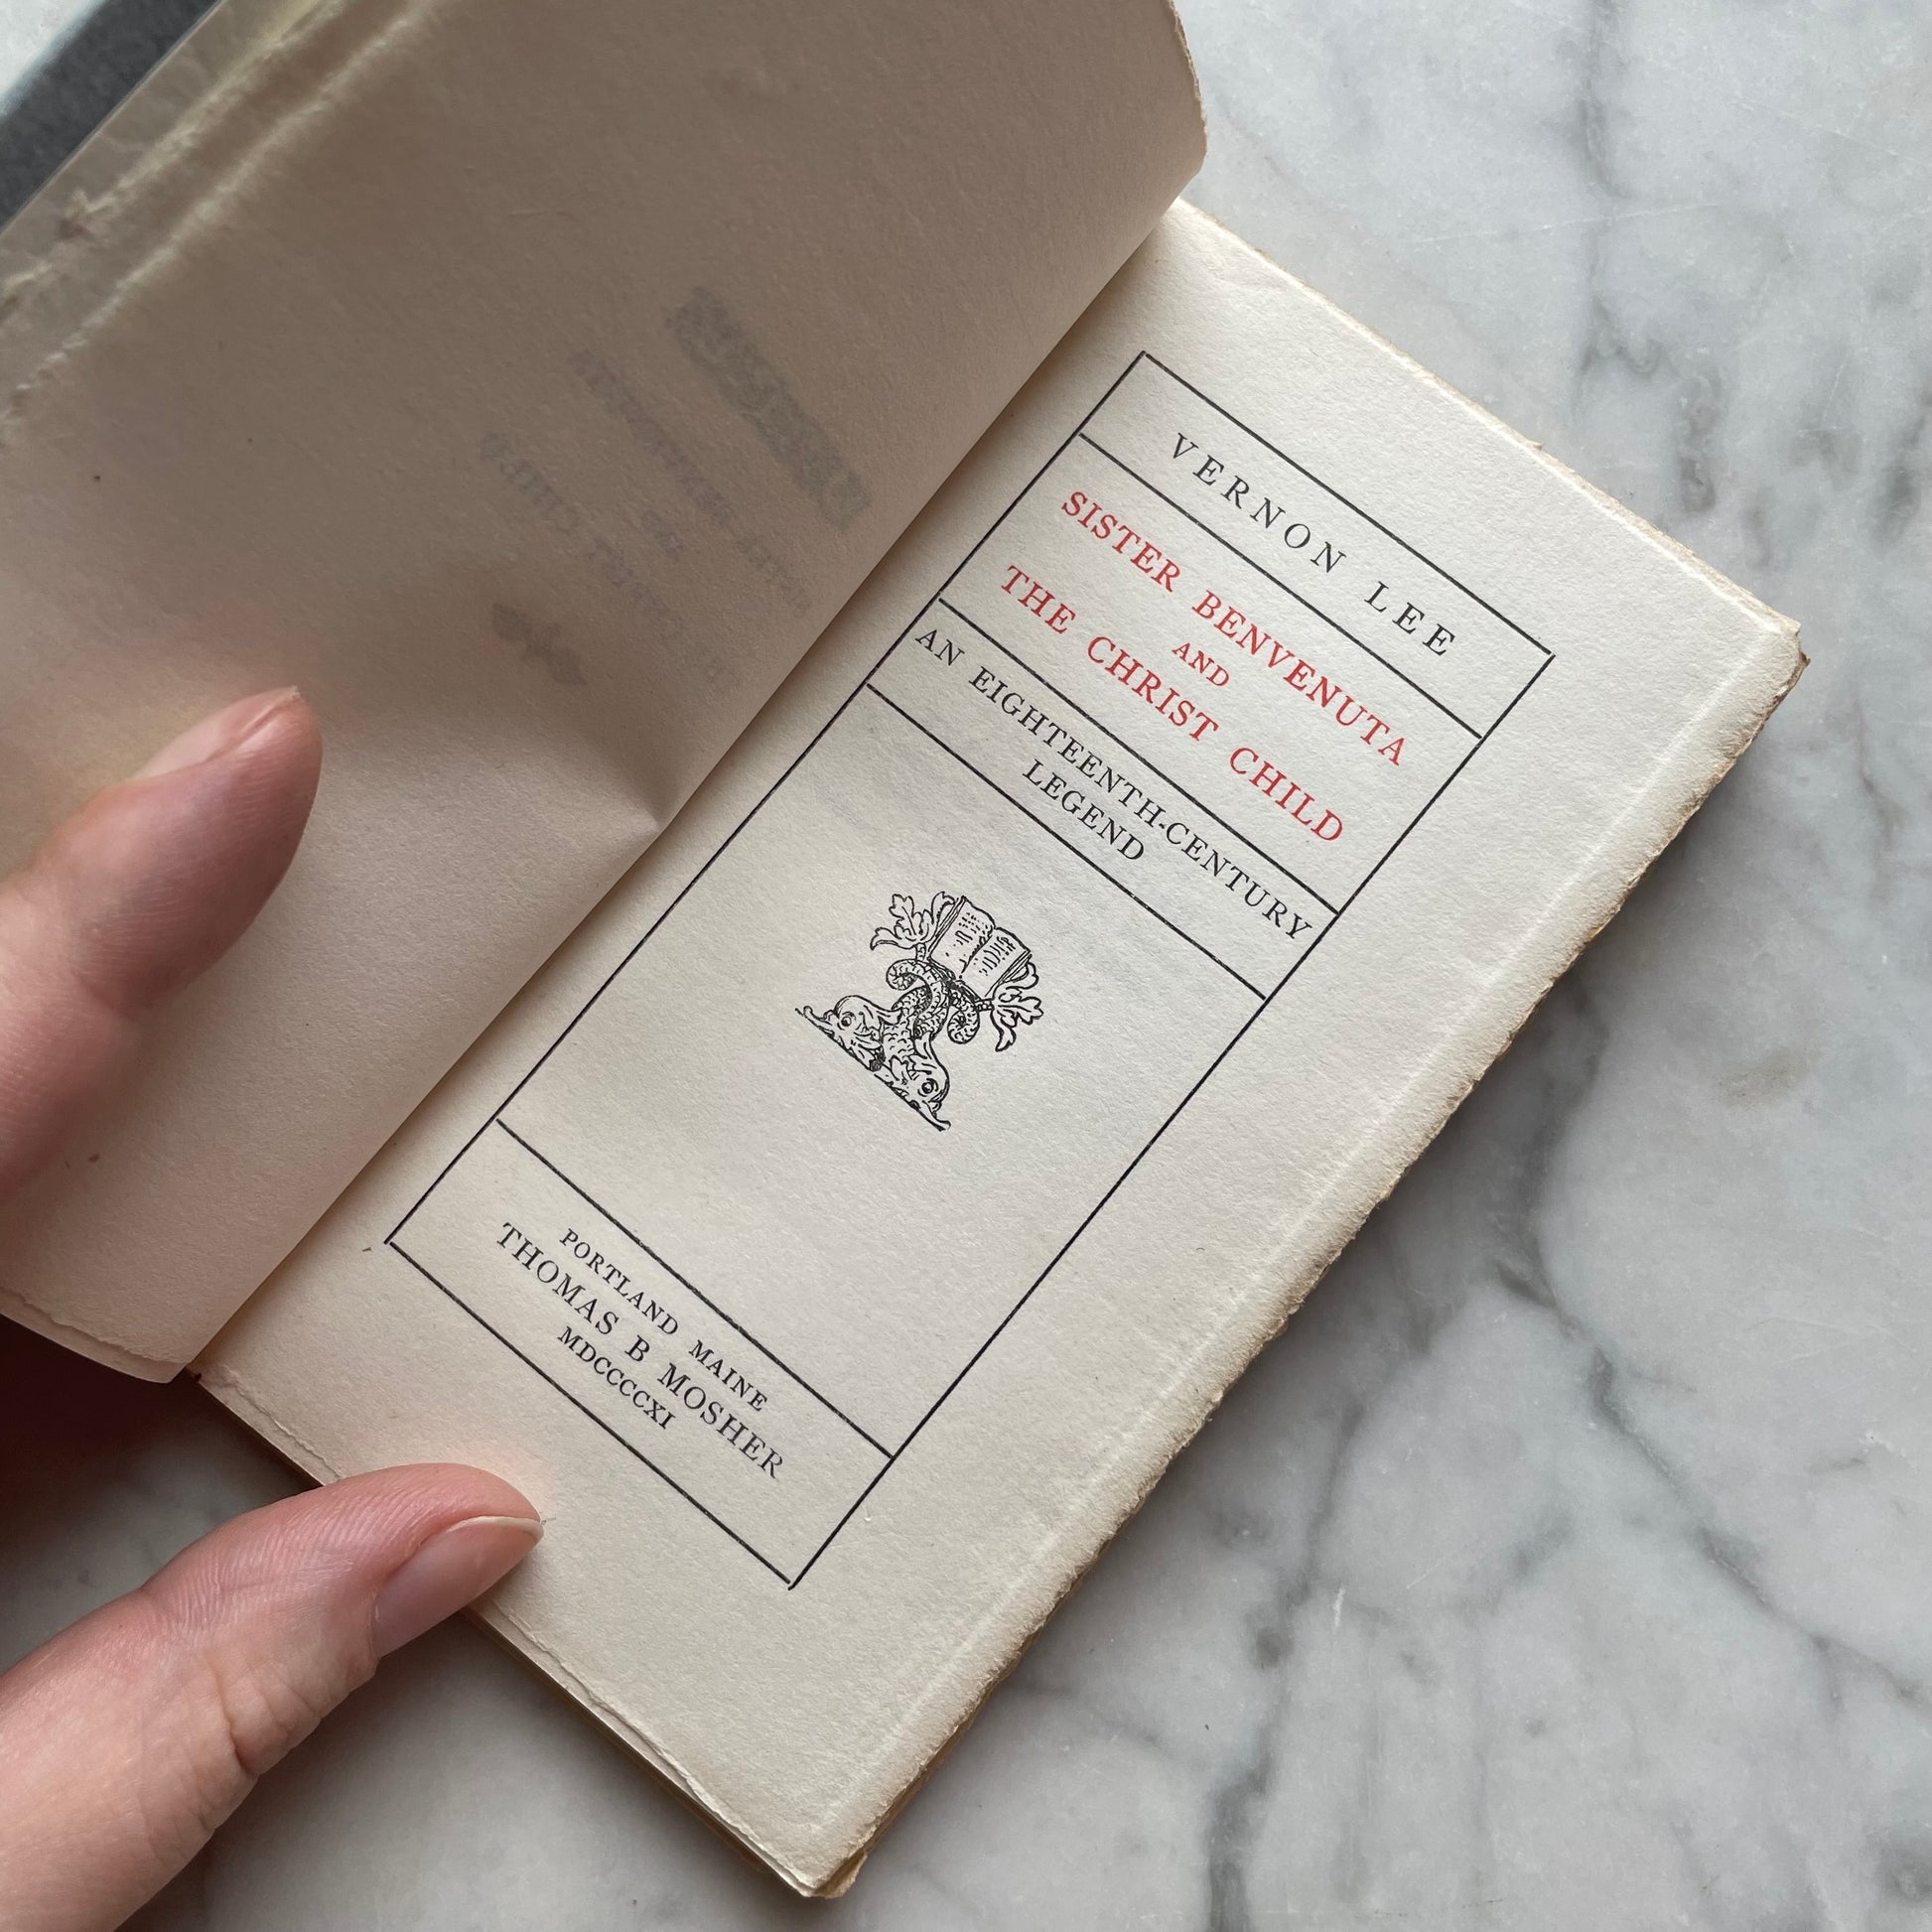 VERNON LEE
SISTER BENVENUTA
AND
THE CHRIST CHILD
AN EIGHTEENTH-CENTURY
LEGEND
PORTLAND MAINE
THOMAS B MOSHER
MDCCCCXI